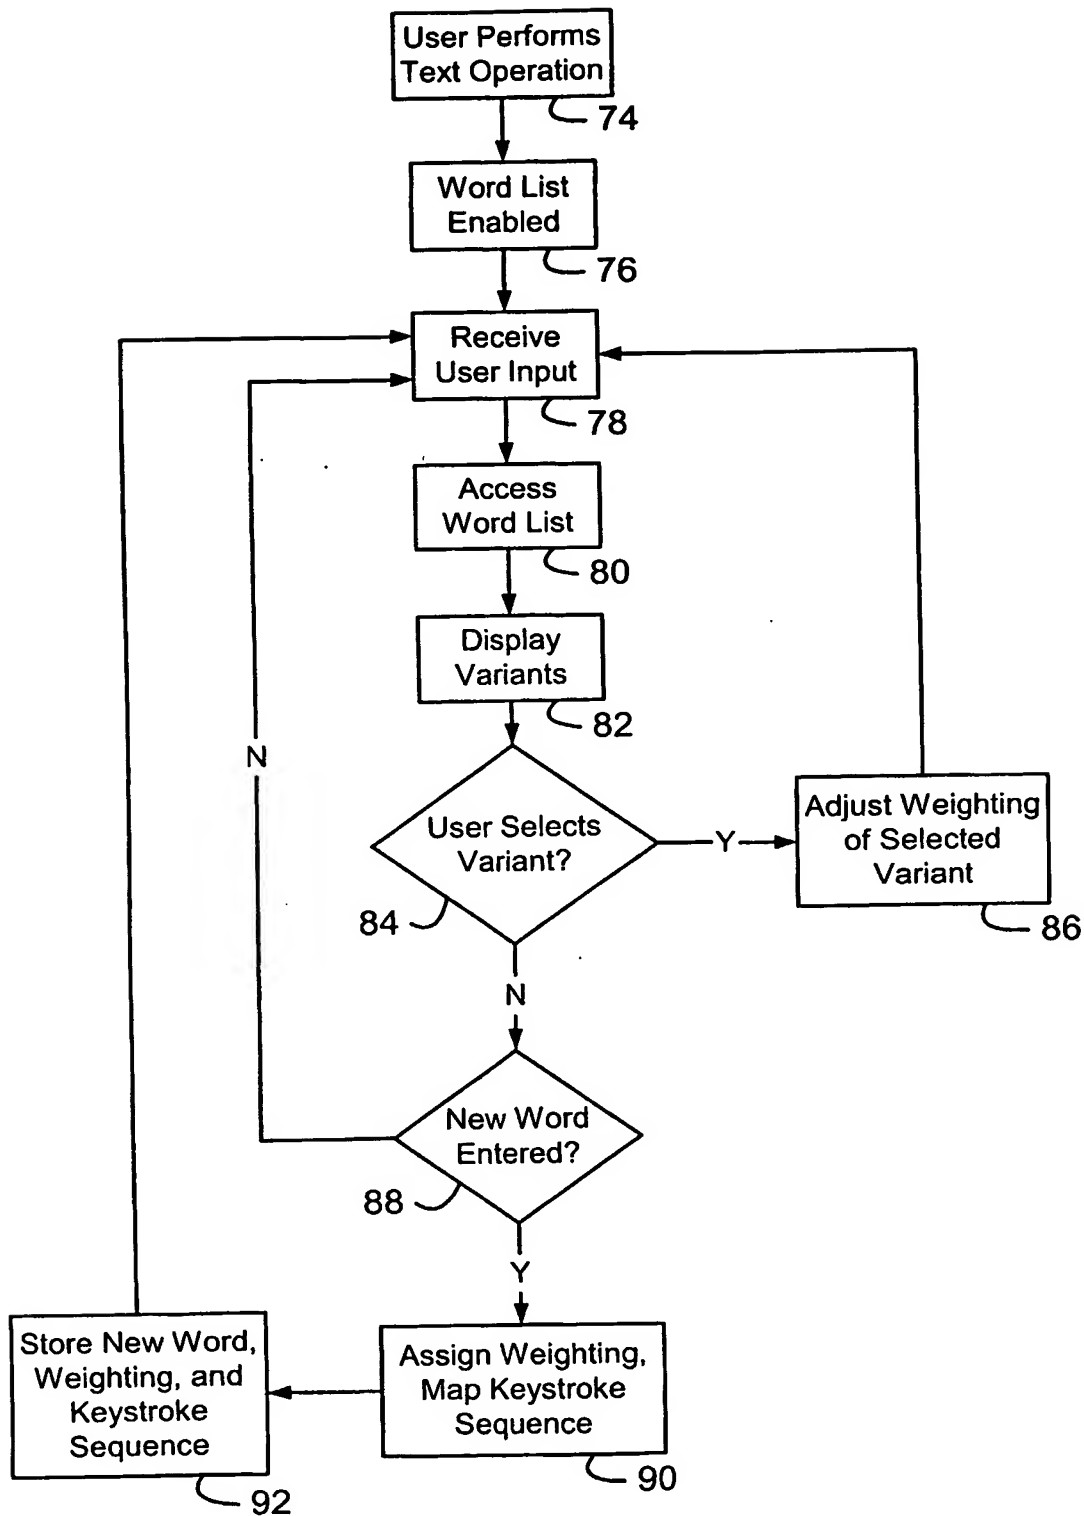 User Performs
Text Operation
74
Word List
Enabled
76
Receive
User Input
78
Access
Word List
80
Display
Variants
82
N
User Selects
Variant?
84
Y
Adjust Weighting
of Selected
Variant
86
N
New Word
Entered?
88
Y
Store New Word,
Weighting, and
Keystroke
Sequence
92
Assign Weighting,
Map Keystroke
Sequence
90